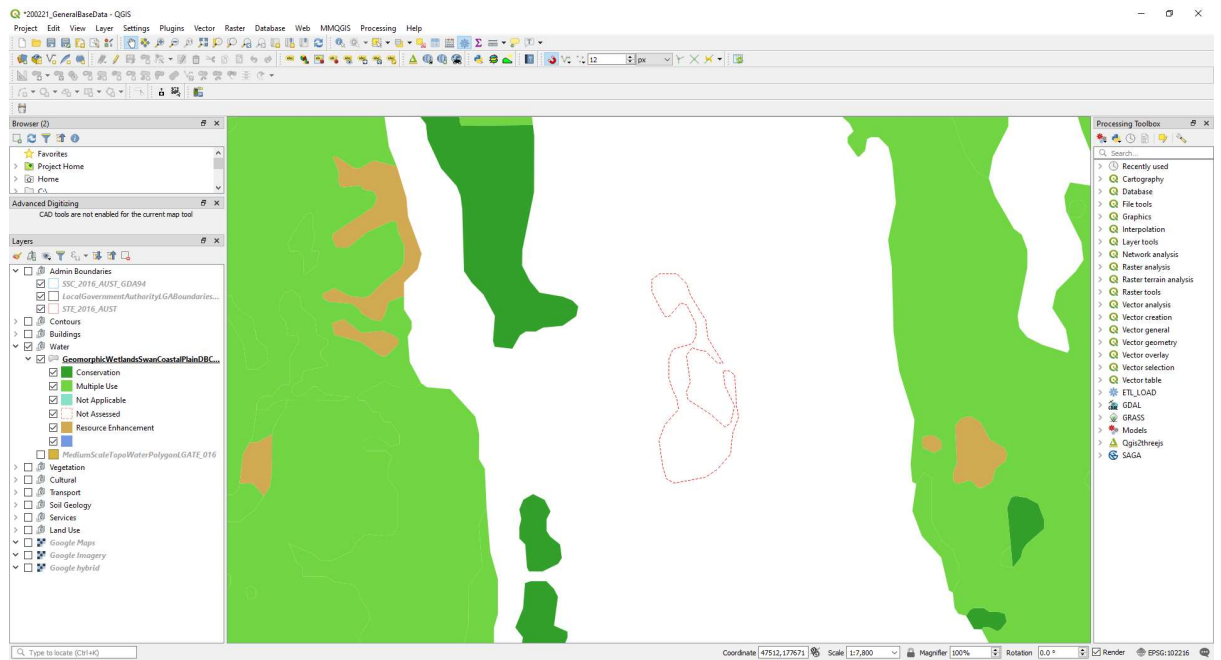 *200221_GeneralBaseData - QGIS
Project Edit View Layer Settings Plugins Vector Raster Database Web MMQGIS Processing Help
12 px
Browser (2)
Favorites
Project Home
Home
C:\
Advanced Digitizing
CAD tools are not enabled for the current map tool
Layers
Admin Boundaries
SSC_2016_AUST_GDA94
LocalGovernmentAuthorityLGABoundaries...
STE_2016_AUST
Contours
Buildings
Water
GeomorphicWetlandsSwanCoastalPlainDBC...
Conservation
Multiple Use
Not Applicable
Not Assessed
Resource Enhancement
MediumScaleTopoWaterPolygonLGATE_016
Vegetation
Cultural
Transport
Soil Geology
Services
Land Use
Google Maps
Google Imagery
Google hybrid
Processing Toolbox
Search...
Recently used
Cartography
Database
File tools
Graphics
Interpolation
Layer tools
Network analysis
Raster analysis
Raster terrain analysis
Raster tools
Vector analysis
Vector creation
Vector general
Vector geometry
Vector overlay
Vector selection
Vector table
ETL_LOAD
GDAL
GRASS
Models
Qgis2threejs
SAGA
Type to locate (Ctrl+K)
Coordinate 47512,177671 Scale 1:7,800 Magnifier 100% Rotation 0.0 ° Render EPSG:102216